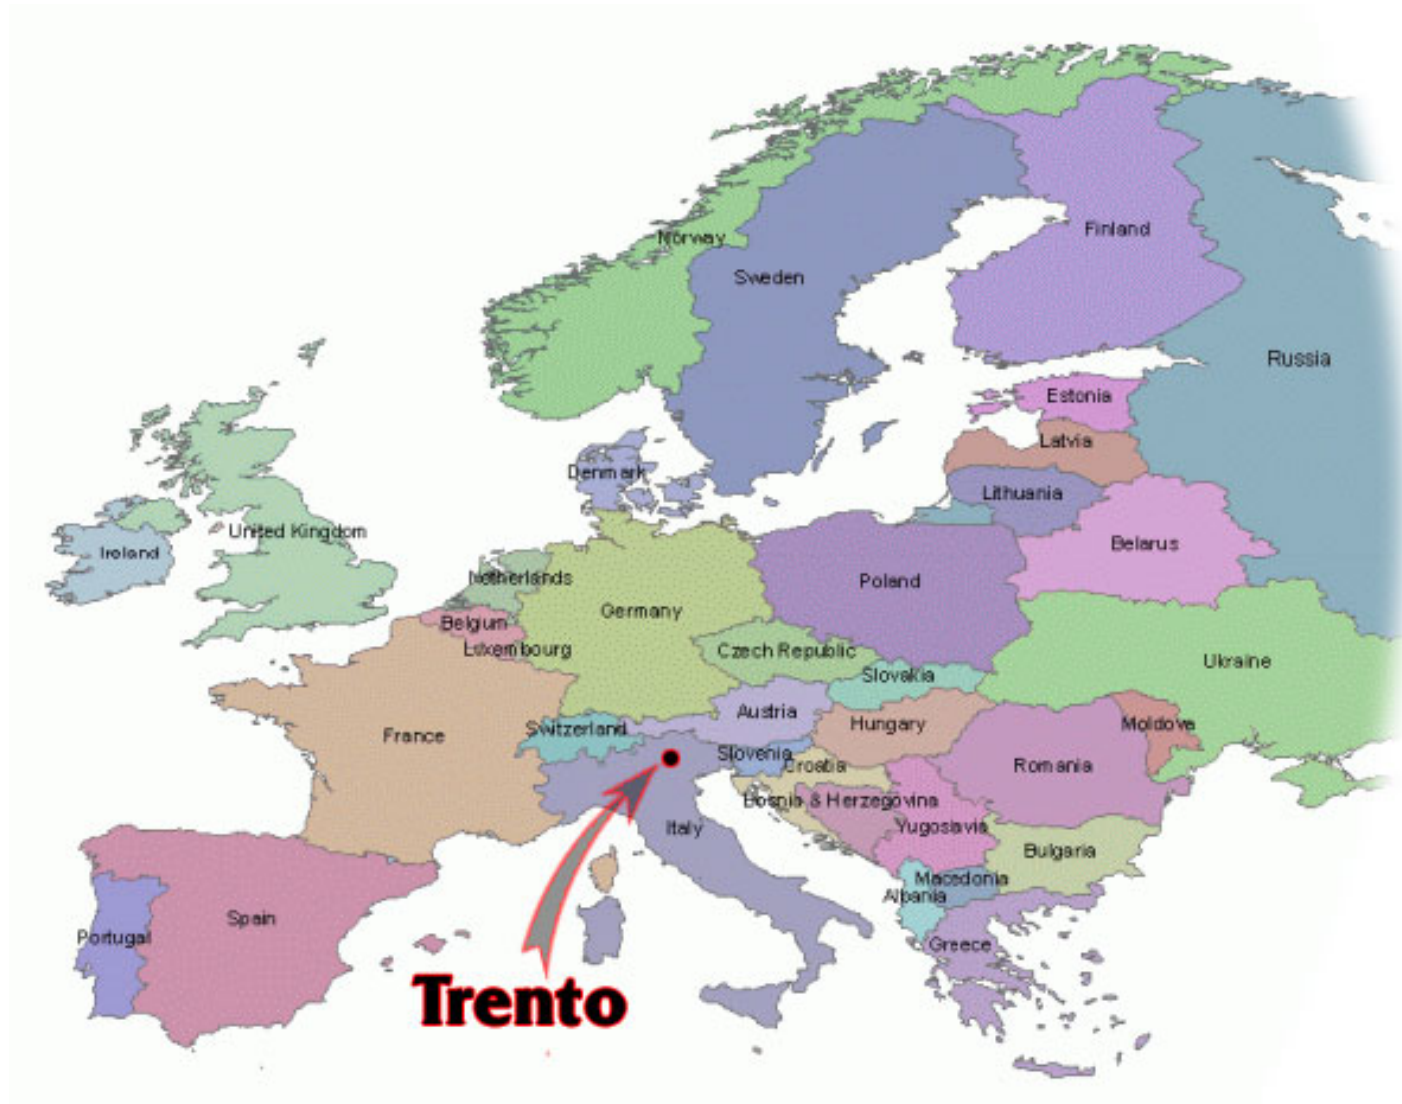 Norway
Finland
Sweden
Russia
Estonia
Latvia
Denmark
Lithuania
United Kingdom
Ireland
Belarus
Netherlands
Poland
Germany
Belgium
Luxembourg
Czech Republic
Ukraine
Slovakia
Austria
Switzerland
Hungary
Moldova
France
Slovenia
Croatia
Romania
Bosnia & Herzegovina
Italy
Yugoslavia
Bulgaria
Macedonia
Albania
Spain
Portugal
Greece
Trento